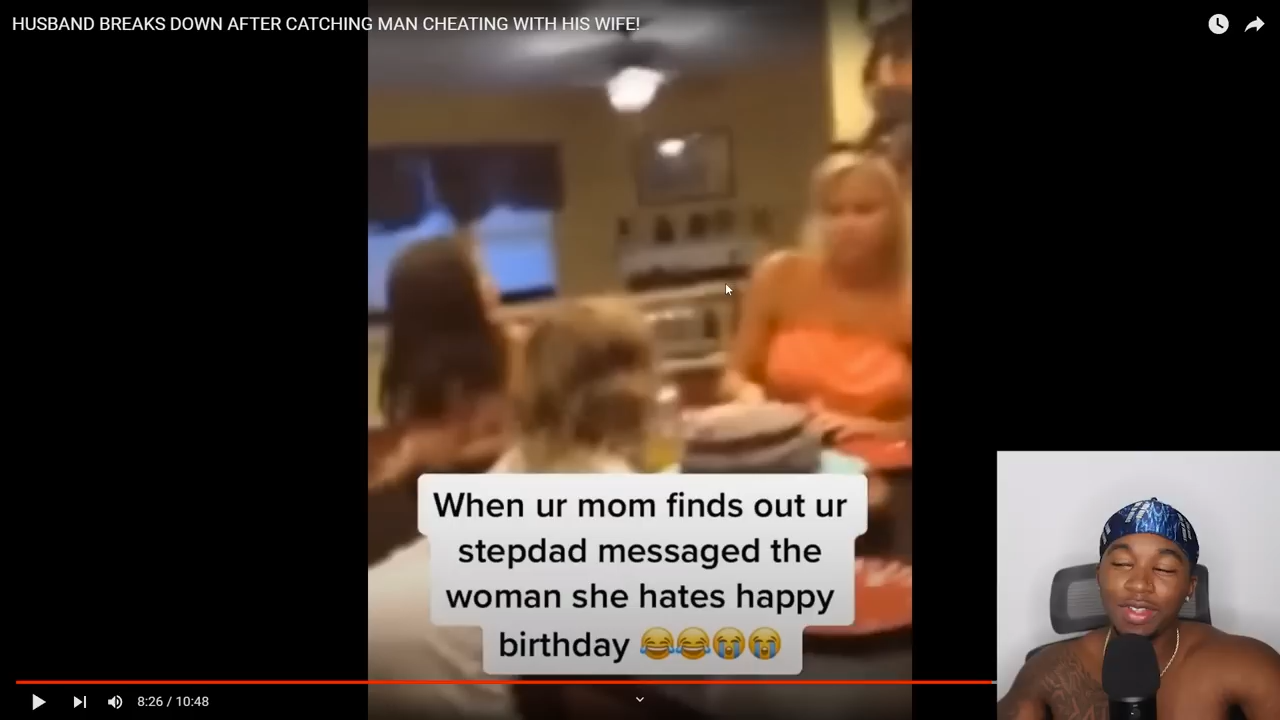 HUSBAND BREAKS DOWN AFTER CATCHING MAN CHEATING WITH HIS WIFE!
When ur mom finds out ur
stepdad messaged the
woman she hates happy
birthday 😂😂😭😭
8:26 / 10:48